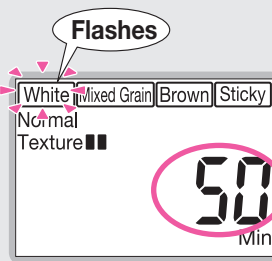 Flashes
White Mixed Grain Brown Sticky
Normal
Texture
50
Min